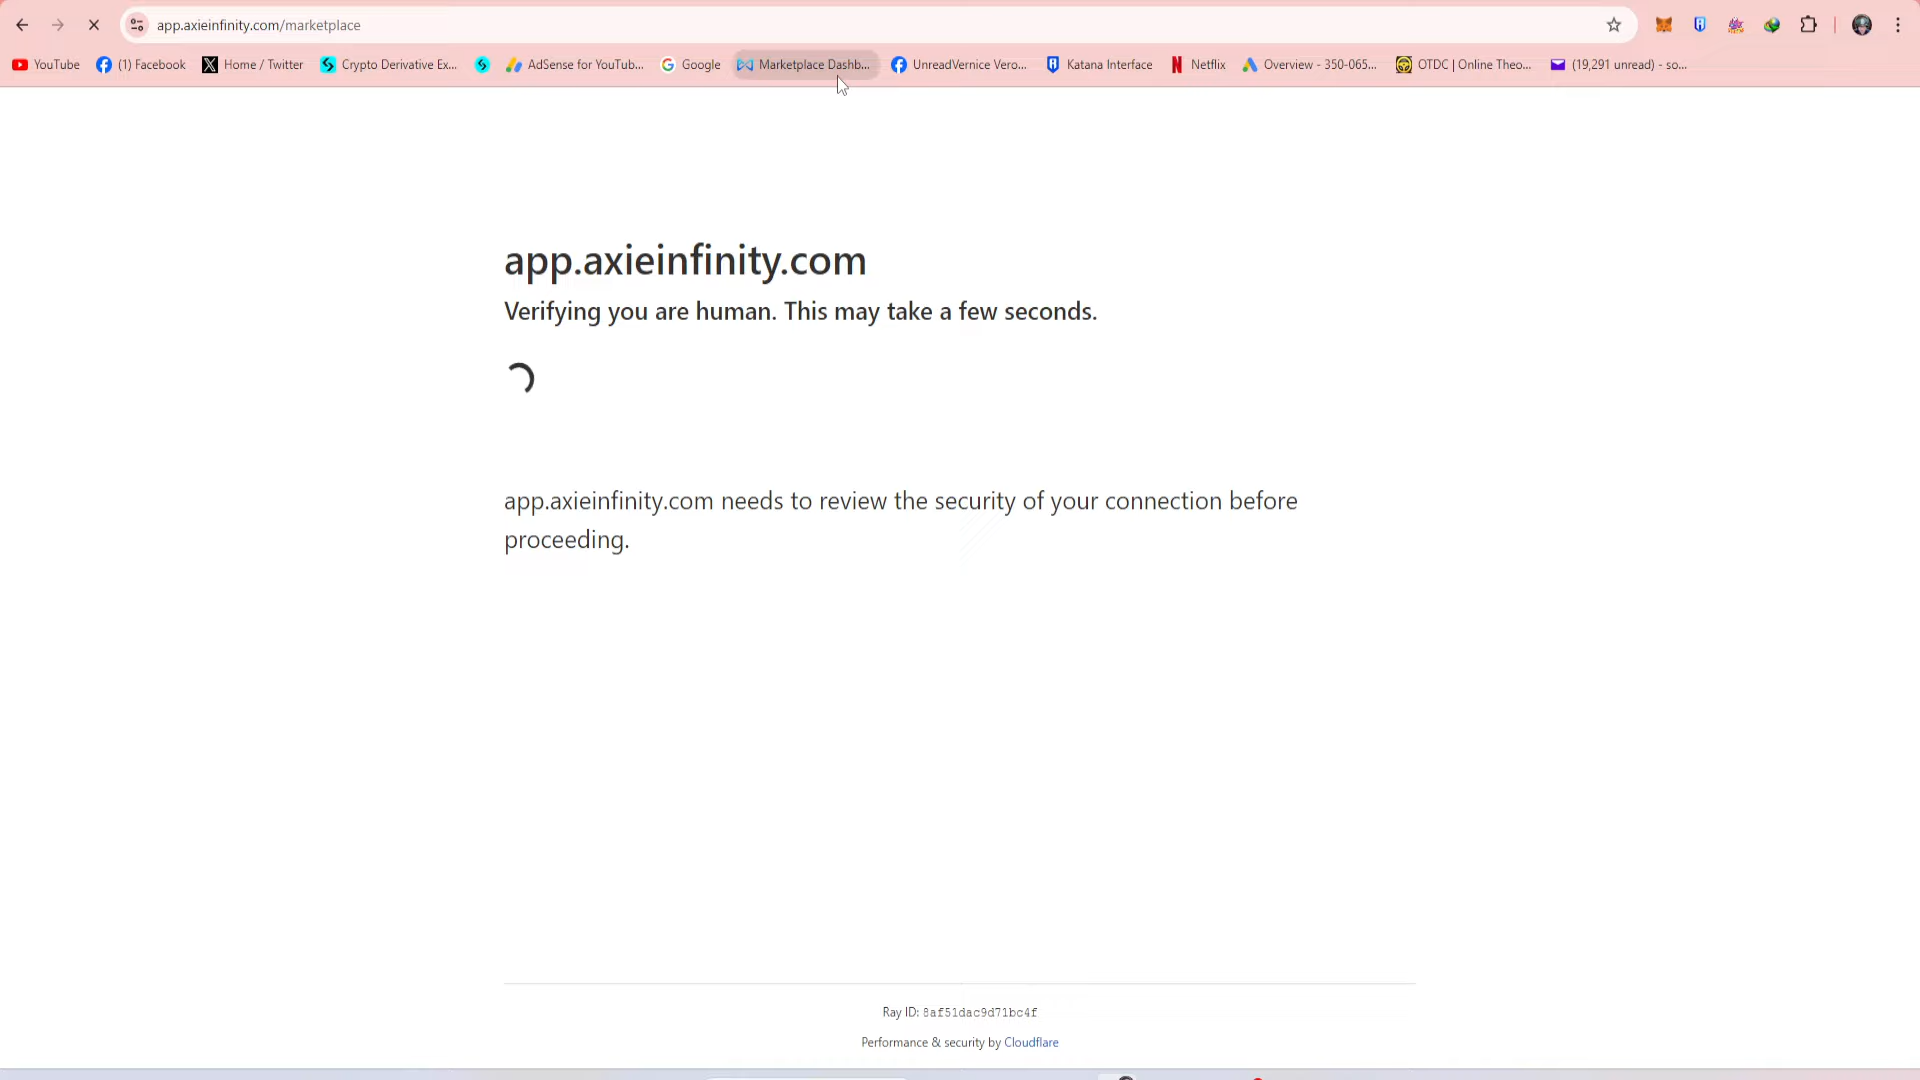 app.axieinfinity.com/marketplace
YouTube
(1) Facebook
Home / Twitter
Crypto Derivative Ex...
AdSense for YouTub...
Google
Marketplace Dashb...
UnreadVernice Vero...
Katana Interface
Netflix
Overview - 350-065...
OTDC | Online Theo...
(19,291 unread) - so...
app.axieinfinity.com
Verifying you are human. This may take a few seconds.
app.axieinfinity.com needs to review the security of your connection before
proceeding.
Ray ID: 8af51dac9d71bc4f
Performance & security by Cloudflare